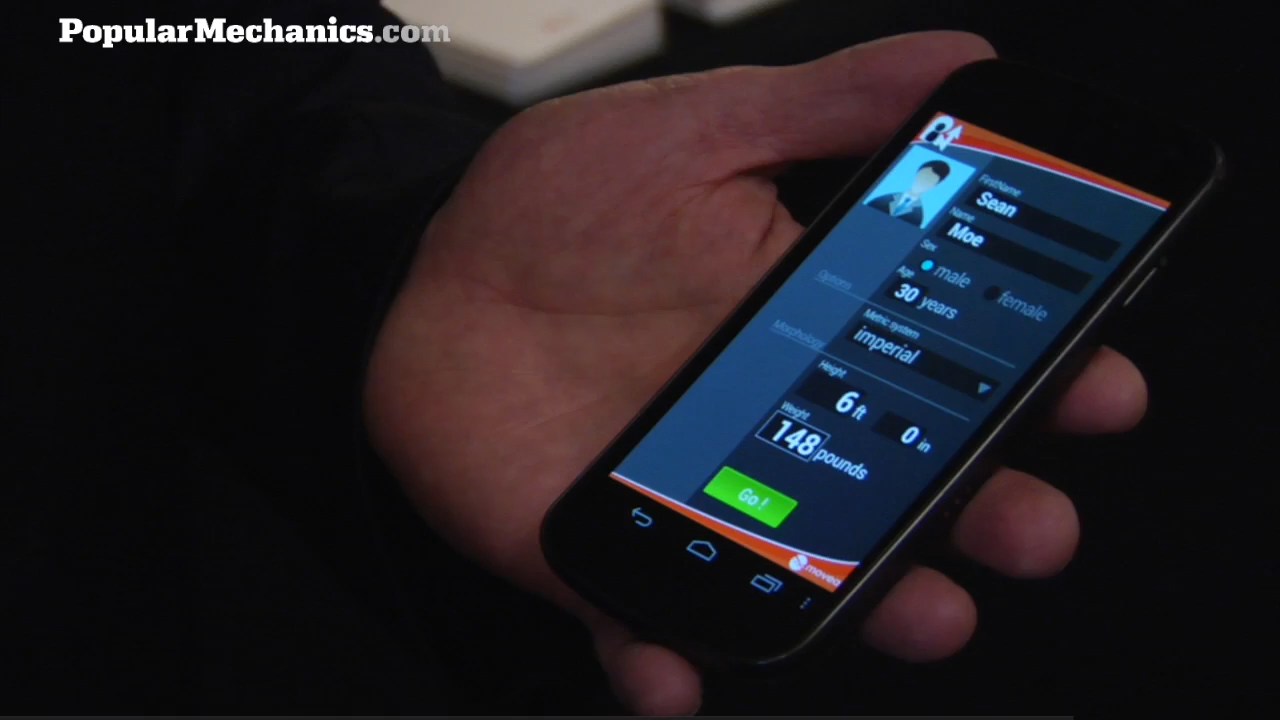 PopularMechanics.com
FirstName
Sean
Name
Moe
Sex
male female
Age
30 years
Options
Metric system
imperial
Morphology
Height
6 ft 0 in
Weight
148 pounds
Go!
movea